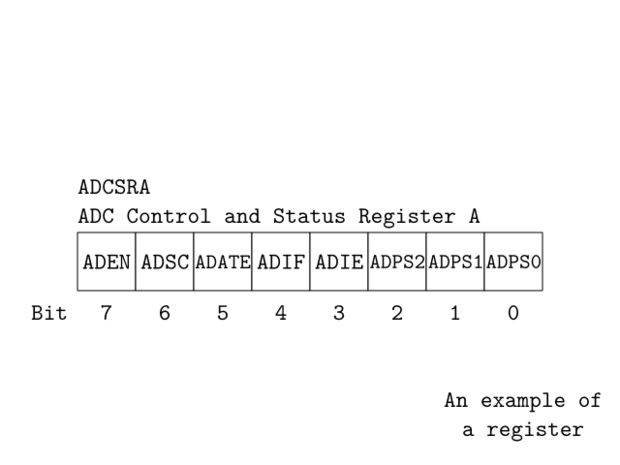 ADCSRA
ADC Control and Status Register A
ADEN ADSC ADATE ADIF ADIE ADPS2 ADPS1 ADPS0
Bit 7 6 5 4 3 2 1 0
An example of
a register